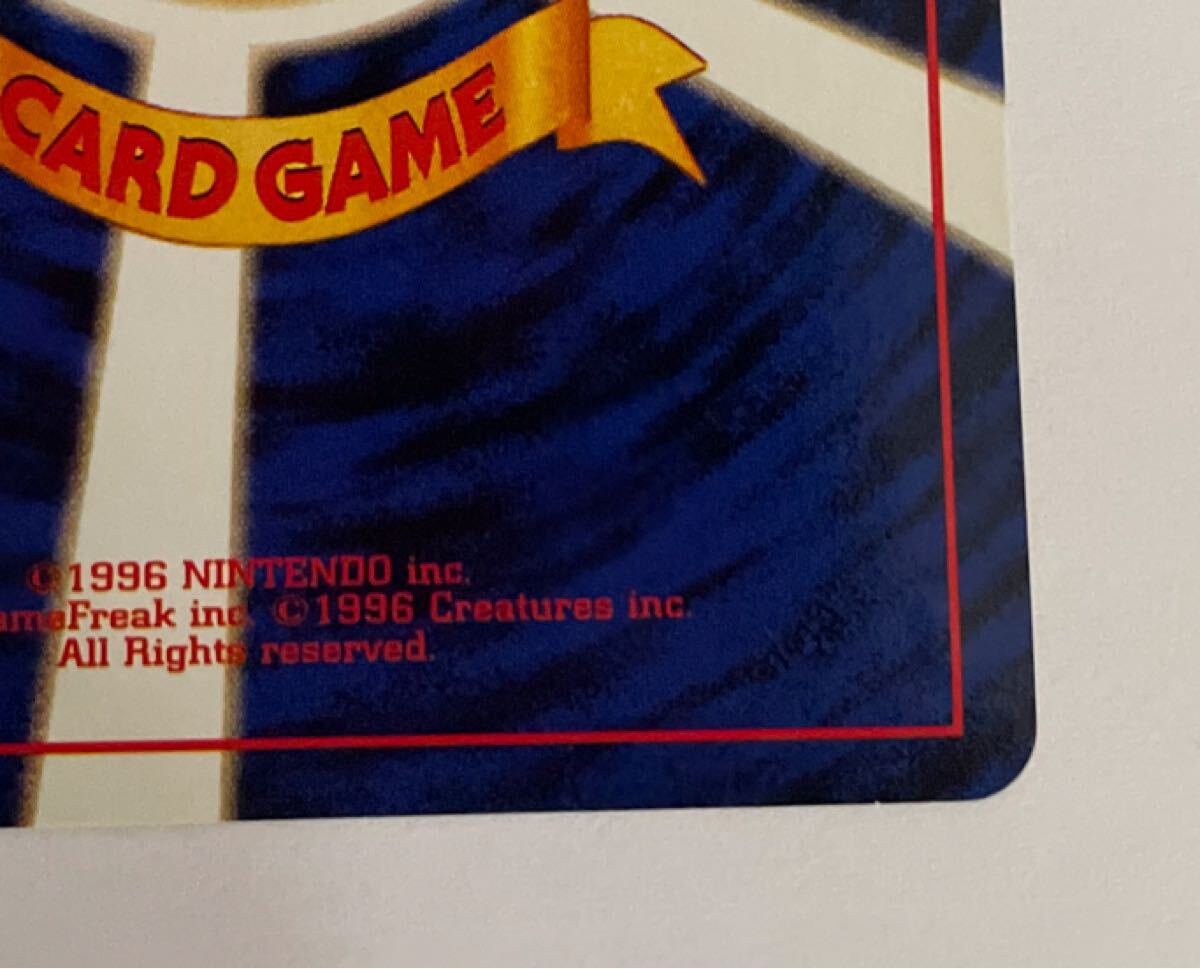 CARD GAME
©1996 NINTENDO inc.
ameFreak inc. ©1996 Creatures inc.
All Rights reserved.